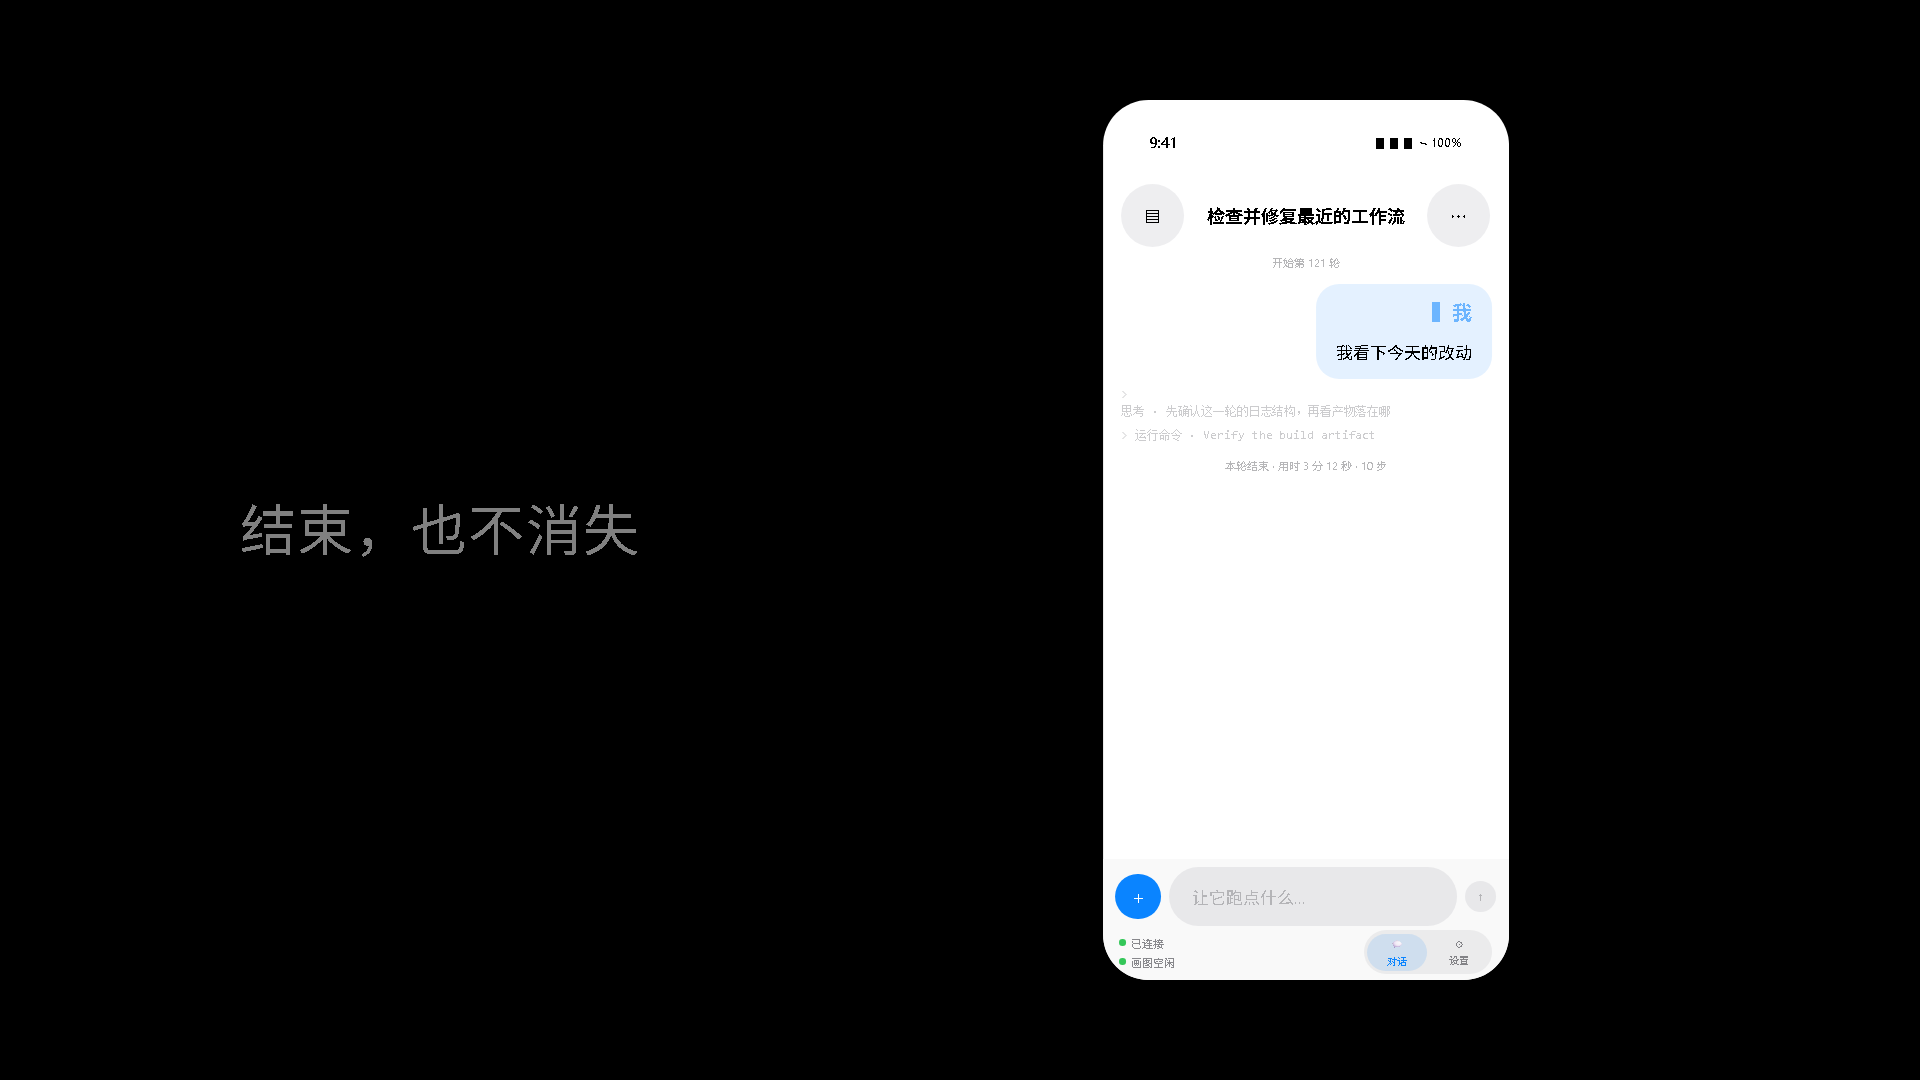 结束，也不消失
9:41
100%
检查并修复最近的工作流
开始第 121 轮
我
我看下今天的改动
思考 · 先确认这一轮的日志结构，再看产物落在哪
运行命令 · Verify the build artifact
本轮结束 · 用时 3 分 12 秒 · 10 步
让它跑点什么...
已连接
画图空闲
对话
设置